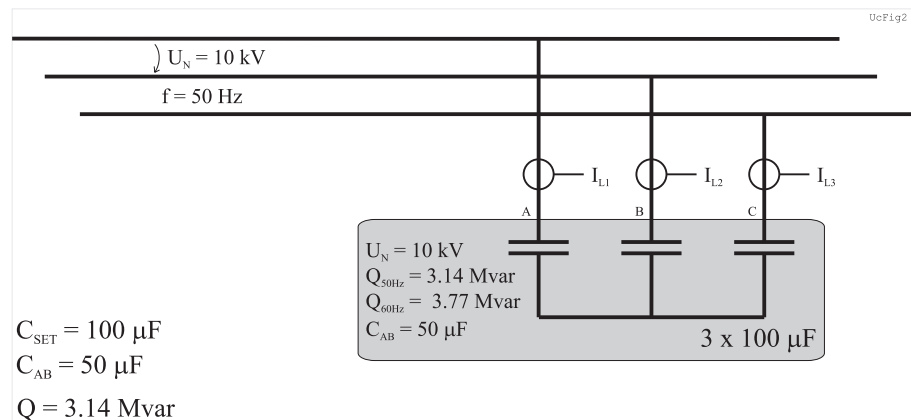 UcFig2
U_N = 10 kV
f = 50 Hz
I_L1
I_L2
I_L3
A
B
C
U_N = 10 kV
Q_50Hz = 3.14 Mvar
Q_60Hz = 3.77 Mvar
C_AB = 50 µF
3 x 100 µF
C_SET = 100 µF
C_AB = 50 µF
Q = 3.14 Mvar